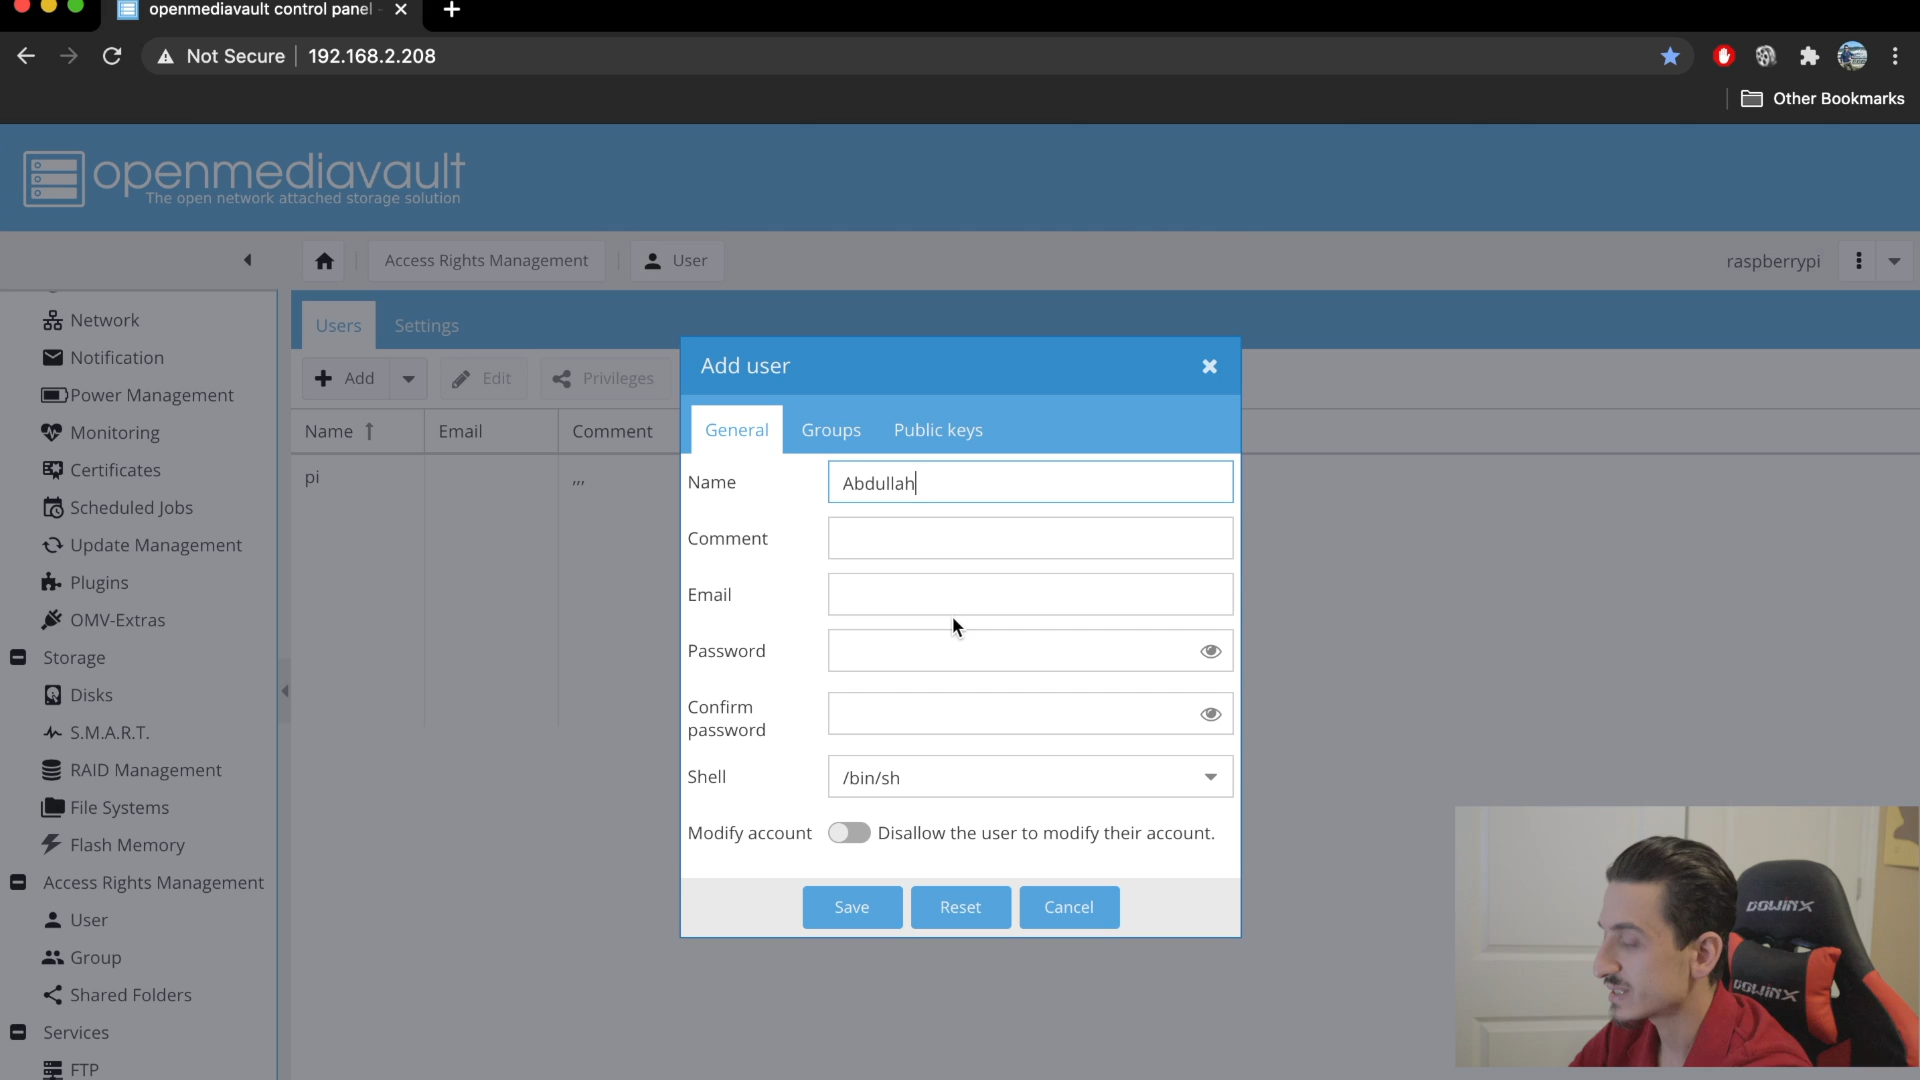 openmediavault control panel -
Not Secure
192.168.2.208
Other Bookmarks
openmediavault
The open network attached storage solution
Access Rights Management
User
raspberrypi
Network
Notification
Power Management
Monitoring
Certificates
Scheduled Jobs
Update Management
Plugins
OMV-Extras
Storage
Disks
S.M.A.R.T.
RAID Management
File Systems
Flash Memory
Access Rights Management
User
Group
Shared Folders
Services
FTP
Users
Settings
Add
Edit
Privileges
Name
Email
Comment
pi
,,,
Add user
General
Groups
Public keys
Name
Abdullah
Comment
Email
Password
Confirm
password
Shell
/bin/sh
Modify account
Disallow the user to modify their account.
Save
Reset
Cancel
DOWINX
DOWINX